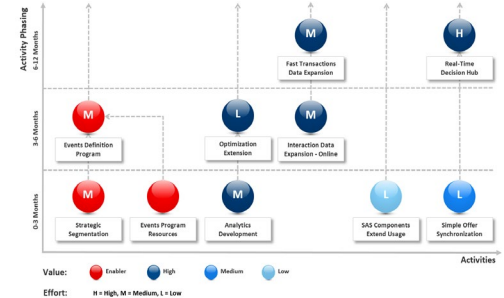 Activity Phasing
6-12 Months
M
H
Fast Transactions
Data Expansion
Real-Time
Decision Hub
3-6 Months
M
L
M
Events Definition
Program
Optimization
Extension
Interaction Data
Expansion - Online
0-3 Months
M
M
L
L
Strategic
Segmentation
Events Program
Resources
Analytics
Development
SAS Components
Extend Usage
Simple Offer
Synchronization
Activities
Value:
Enabler
High
Medium
Low
Effort:
H = High, M = Medium, L = Low